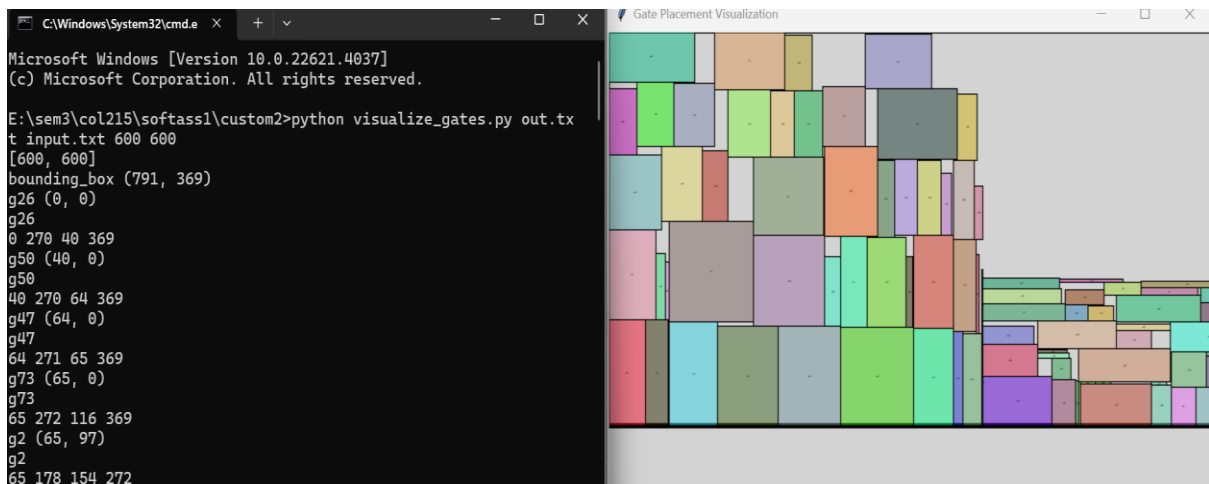 C:\Windows\System32\cmd.e
Gate Placement Visualization
Microsoft Windows [Version 10.0.22621.4037]
(c) Microsoft Corporation. All rights reserved.
E:\sem3\col215\softass1\custom2>python visualize_gates.py out.tx
t input.txt 600 600
[600, 600]
bounding_box (791, 369)
g26 (0, 0)
g26
0 270 40 369
g50 (40, 0)
g50
40 270 64 369
g47 (64, 0)
g47
64 271 65 369
g73 (65, 0)
g73
65 272 116 369
g2 (65, 97)
g2
65 178 154 272